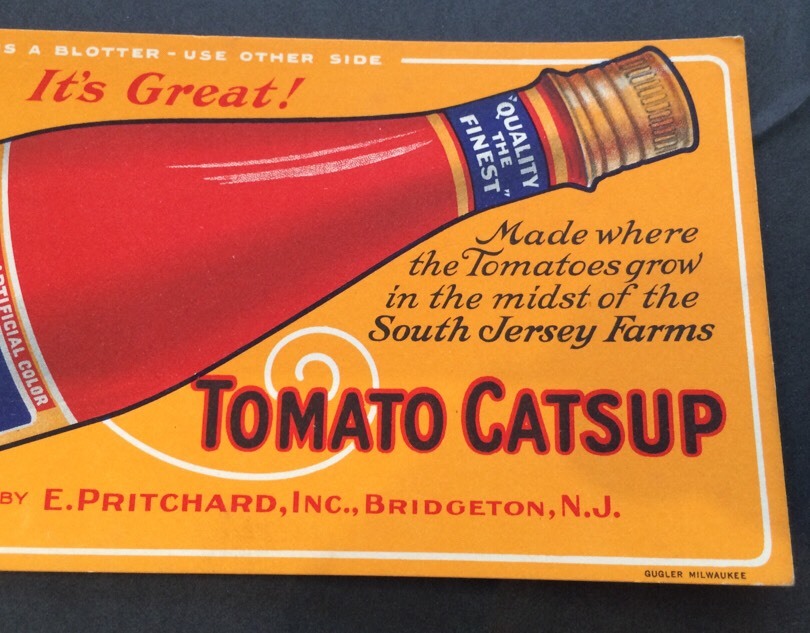 S A BLOTTER - USE OTHER SIDE
It's Great!
"QUALITY
THE
FINEST"
Made where
the Tomatoes grow
in the midst of the
South Jersey Farms
ARTIFICIAL COLOR
TOMATO CATSUP
BY E. PRITCHARD, INC., BRIDGETON, N.J.
GUGLER MILWAUKEE